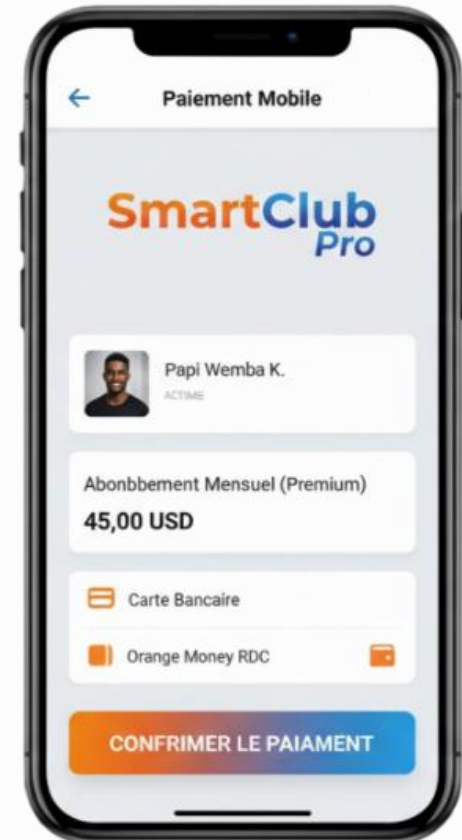 Paiement Mobile
SmartClub
Pro
Papi Wemba K.
ACTIME
Abonbbement Mensuel (Premium)
45,00 USD
Carte Bancaire
Orange Money RDC
CONFRIMER LE PAIAMENT